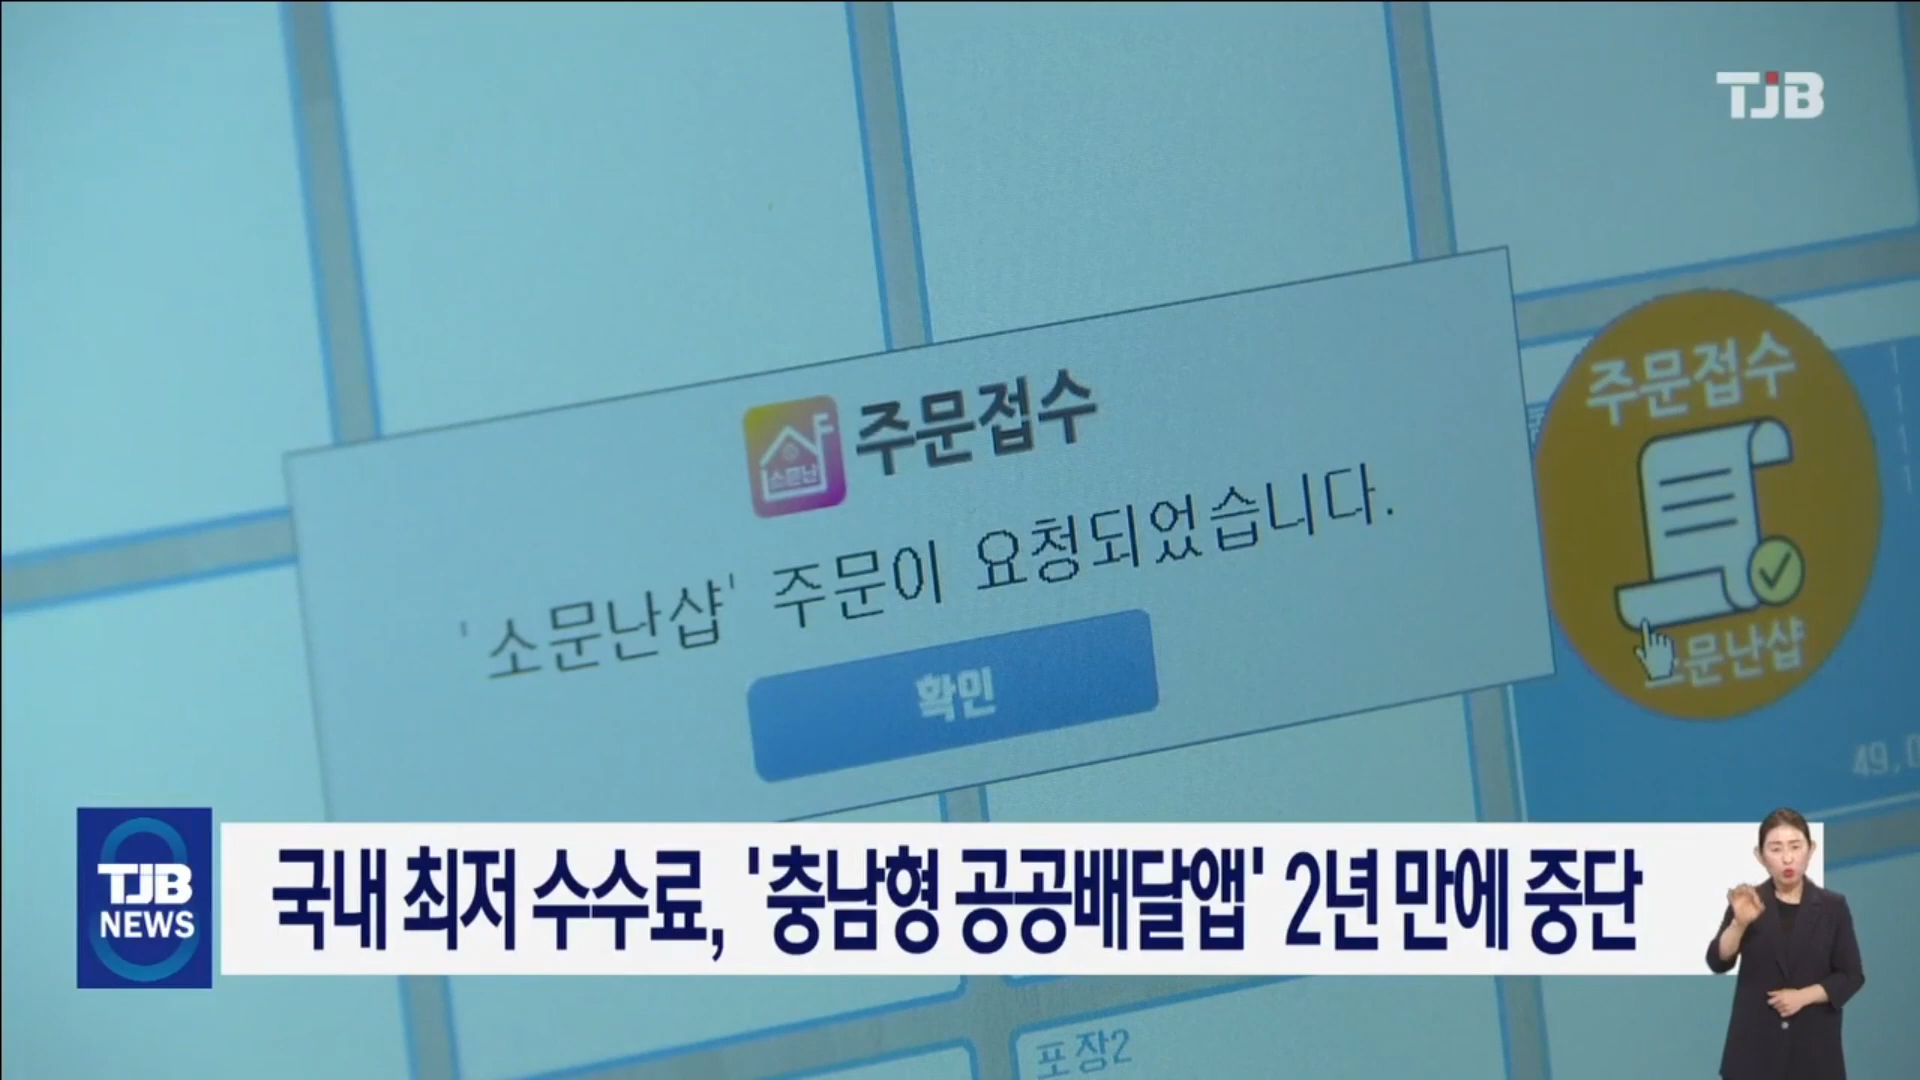 TJB
소문난
주문접수
'소문난샵' 주문이 요청되었습니다.
확인
주문접수
소문난샵
49,0
TJB
NEWS
국내 최저 수수료, '충남형 공공배달앱' 2년 만에 중단
포장2